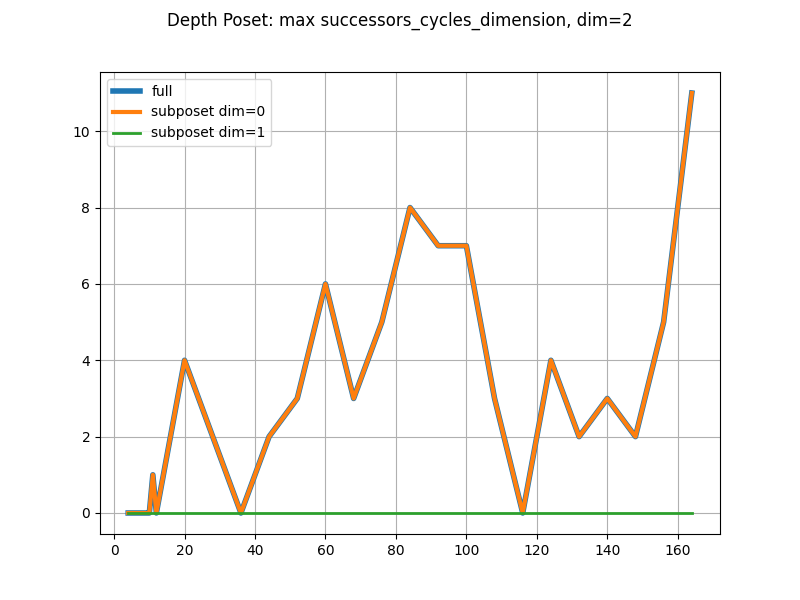 Depth Poset: max successors_cycles_dimension, dim=2
full
subposet dim=0
subposet dim=1
10
8
6
4
2
0
0 20 40 60 80 100 120 140 160